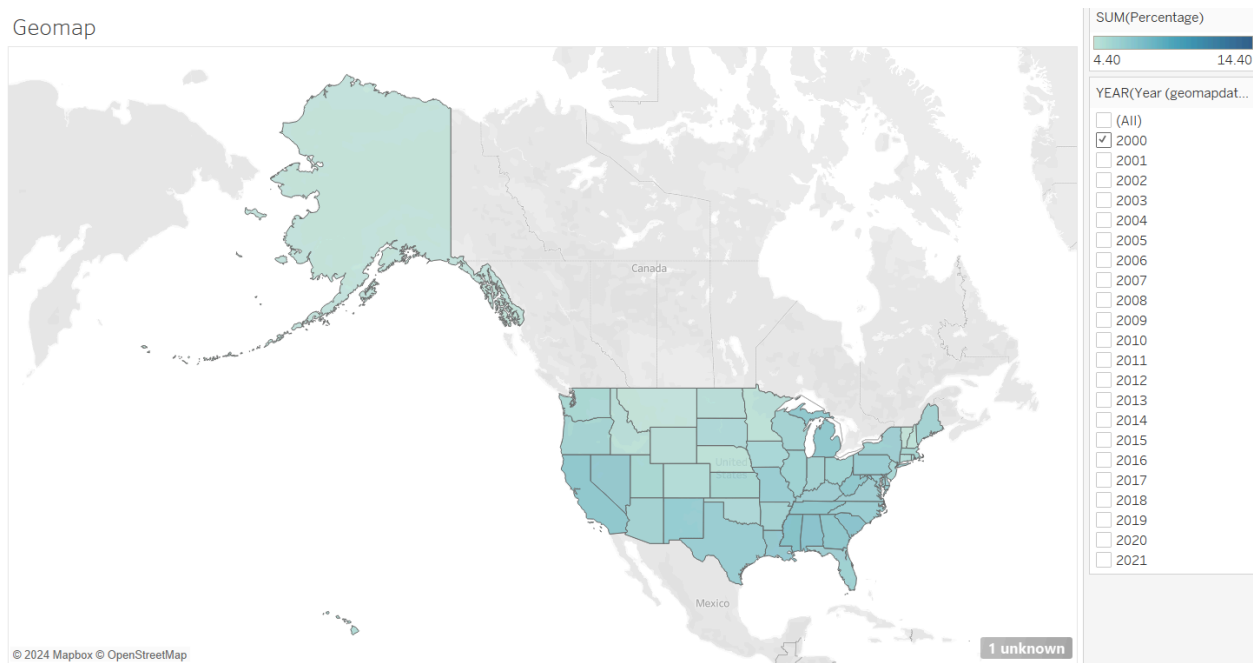 Geomap
SUM(Percentage)
4.40 14.40
YEAR(Year (geomapdat...
(All)
2000
2001
2002
2003
2004
2005
2006
2007
2008
2009
2010
2011
2012
2013
2014
2015
2016
2017
2018
2019
2020
2021
Canada
United
States
Mexico
1 unknown
© 2024 Mapbox © OpenStreetMap